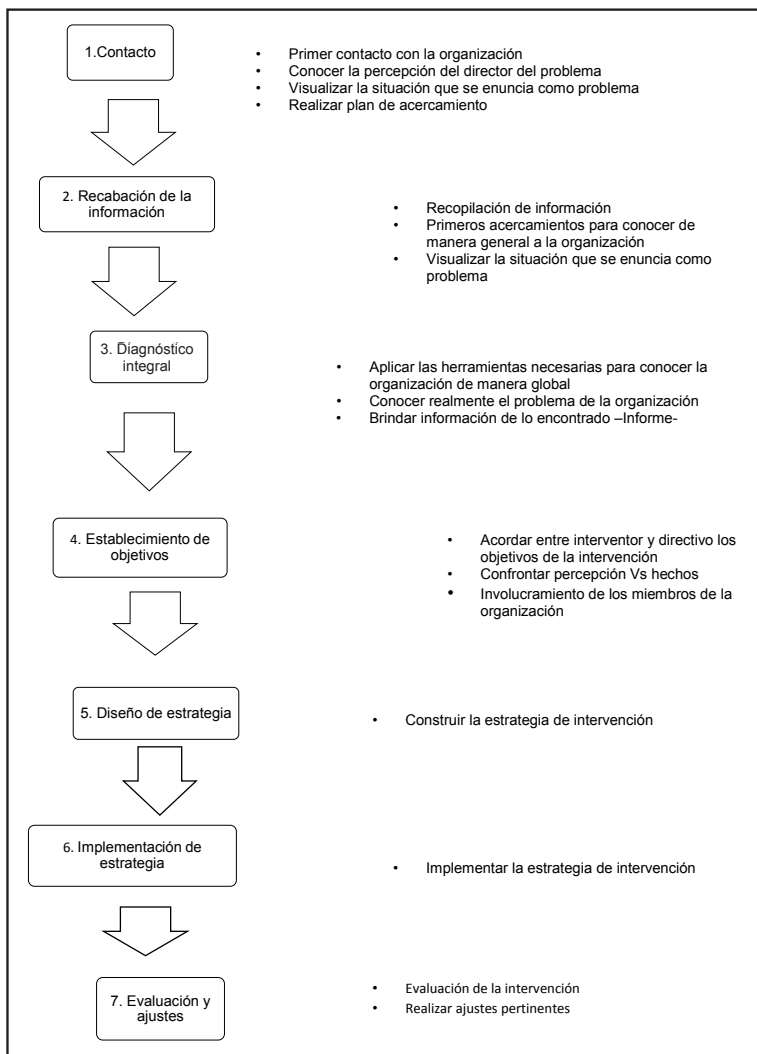 1.Contacto
• Primer contacto con la organización
• Conocer la percepción del director del problema
• Visualizar la situación que se enuncia como problema
• Realizar plan de acercamiento
2. Recabación de la
información
• Recopilación de información
• Primeros acercamientos para conocer de
manera general a la organización
• Visualizar la situación que se enuncia como
problema
3. Diagnóstico
integral
• Aplicar las herramientas necesarias para conocer la
organización de manera global
• Conocer realmente el problema de la organización
• Brindar información de lo encontrado –Informe-
4. Establecimiento de
objetivos
• Acordar entre interventor y directivo los
objetivos de la intervención
• Confrontar percepción Vs hechos
• Involucramiento de los miembros de la
organización
5. Diseño de estrategia
• Construir la estrategia de intervención
6. Implementación de
estrategia
• Implementar la estrategia de intervención
7. Evaluación y
ajustes
• Evaluación de la intervención
• Realizar ajustes pertinentes